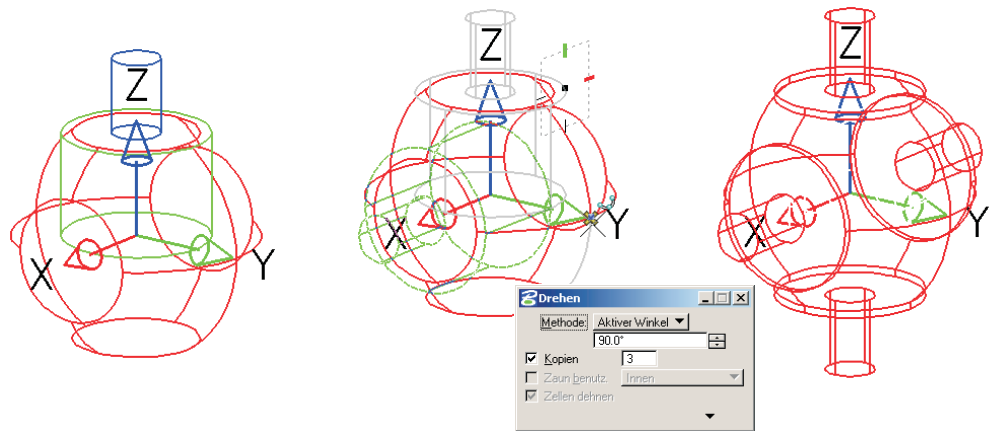 Z
X
Y
Z
X
Y
Z
X
Y
Drehen
Methode: Aktiver Winkel
90.0°
Kopien 3
Zaun benutz. Innen
Zellen dehnen